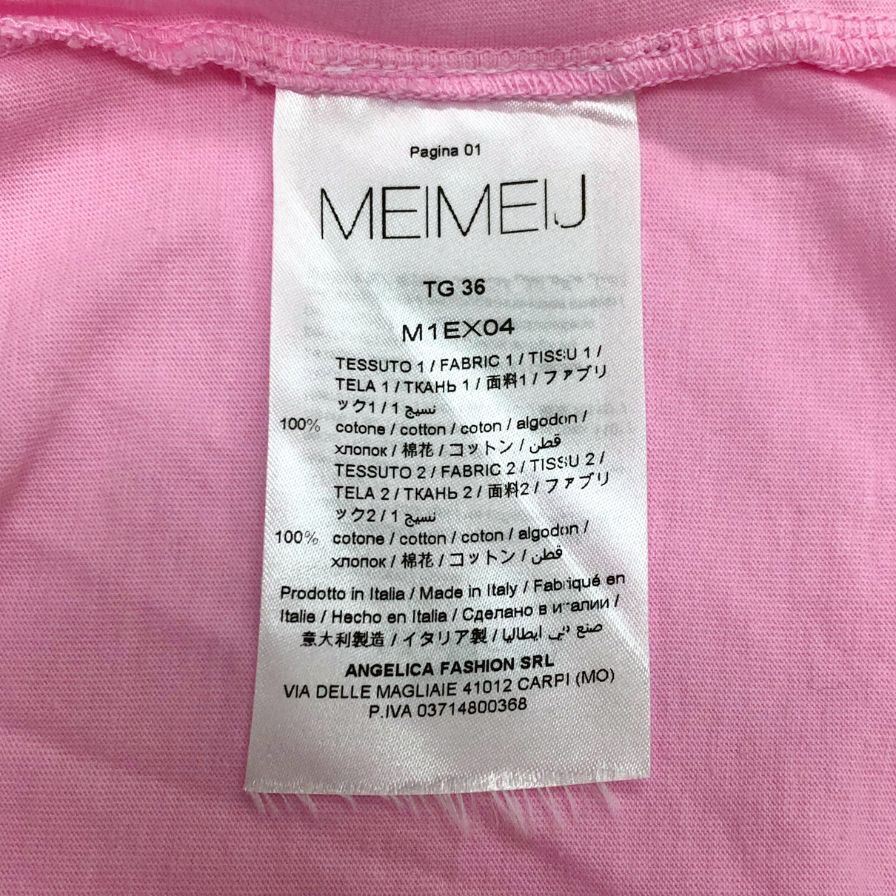 Pagina 01
MEIMEIJ
TG 36
M1EX04
TESSUTO 1 / FABRIC 1 / TISSU 1 /
TELA 1 / ТКАНЬ 1 / 面料1 / ファブリ
ック1 / نسيج 1
100% cotone / cotton / coton / algodon /
хлопок / 棉花 / コットン / قطن
TESSUTO 2 / FABRIC 2 / TISSU 2 /
TELA 2 / ТКАНЬ 2 / 面料2 / ファブリ
ック2 / نسيج 1
100% cotone / cotton / coton / algodon /
хлопок / 棉花 / コットン / قطن
Prodotto in Italia / Made in Italy / Fabriqué en
Italie / Hecho en Italia / Сделано в италии /
意大利製造 / イタリア製 / صنع في ايطاليا
ANGELICA FASHION SRL
VIA DELLE MAGLIAIE 41012 CARPI (MO)
P.IVA 03714800368